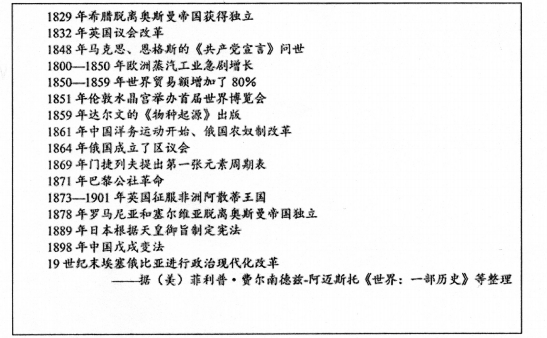 1829 年希腊脱离奥斯曼帝国获得独立
1832 年英国议会改革
1848 年马克思、恩格斯的《共产党宣言》问世
1800—1850 年欧洲蒸汽工业急剧增长
1850—1859 年世界贸易额增加了 80%
1851 年伦敦水晶宫举办首届世界博览会
1859 年达尔文的《物种起源》出版
1861 年中国洋务运动开始、俄国农奴制改革
1864 年俄国成立了区议会
1869 年门捷列夫提出第一张元素周期表
1871 年巴黎公社革命
1873—1901 年英国征服非洲阿散蒂王国
1878 年罗马尼亚和塞尔维亚脱离奥斯曼帝国独立
1889 年日本根据天皇御旨制定宪法
1898 年中国戊戌变法
19 世纪末埃塞俄比亚进行政治现代化改革
——据（美）菲利普·费尔南德兹-阿迈斯托《世界：一部历史》等整理